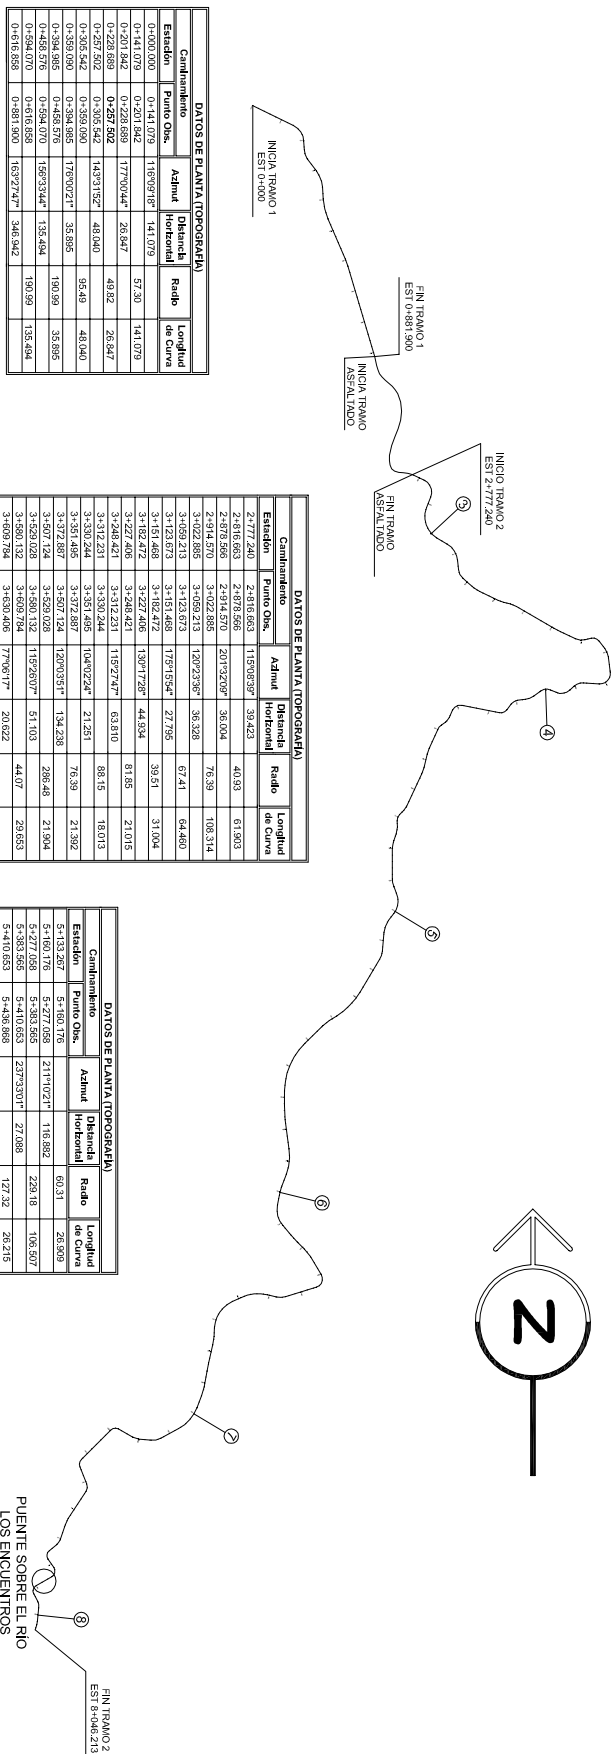 INICIA TRAMO 1
EST 0+000
FIN TRAMO 1
EST 0+881.900
INICIA TRAMO
ASFALTADO
INICIO TRAMO 2
EST 2+777.240
FIN TRAMO
ASFALTADO
3
4
5
6
7
8
N
PUENTE SOBRE EL RÍO
LOS ENCUENTROS
FIN TRAMO 2
EST 8+046.213
DATOS DE PLANTA (TOPOGRAFÍA)
Caminamiento Azimut Distancia Horizontal Radio Longitud de Curva
Estación Punto Obs.
0+000.000 0+141.079 116°09'18" 141.079
0+141.079 0+201.842 57.30 141.079
0+201.842 0+228.689 177°00'44" 26.847
0+228.689 0+257.502 49.82 26.847
0+257.502 0+305.542 143°31'52" 48.040
0+305.542 0+359.090 95.49 48.040
0+359.090 0+394.985 176°00'21" 35.895
0+394.985 0+458.576 190.99 35.895
0+458.576 0+594.070 156°33'44" 135.494
0+594.070 0+616.858 190.99 135.494
0+616.858 0+881.900 163°27'47" 346.942
DATOS DE PLANTA (TOPOGRAFÍA)
Caminamiento Azimut Distancia Horizontal Radio Longitud de Curva
Estación Punto Obs.
2+777.240 2+816.663 115°08'39" 39.423
2+816.663 2+878.566 40.93 61.903
2+878.566 2+914.570 201°32'09" 36.004
2+914.570 3+022.885 76.39 108.314
3+022.885 3+059.213 120°23'36" 36.328
3+059.213 3+123.673 67.41 64.460
3+123.673 3+151.468 175°15'54" 27.795
3+151.468 3+182.472 39.51 31.004
3+182.472 3+227.406 130°17'28" 44.934
3+227.406 3+248.421 81.85 21.015
3+248.421 3+312.231 115°27'47" 63.810
3+312.231 3+330.244 88.15 18.013
3+330.244 3+351.495 104°02'24" 21.251
3+351.495 3+372.887 76.39 21.392
3+372.887 3+507.124 120°03'51" 134.238
3+507.124 3+529.028 286.48 21.904
3+529.028 3+580.132 115°26'07" 51.103
3+580.132 3+609.784 44.07 29.653
3+609.784 3+630.406 77°06'17" 20.622
DATOS DE PLANTA (TOPOGRAFÍA)
Caminamiento Azimut Distancia Horizontal Radio Longitud de Curva
Estación Punto Obs.
5+133.267 5+160.176 60.31 26.909
5+160.176 5+277.058 211°10'21" 116.882
5+277.058 5+383.565 229.18 106.507
5+383.565 5+410.653 237°33'01" 27.088
5+410.653 5+436.868 127.32 26.215